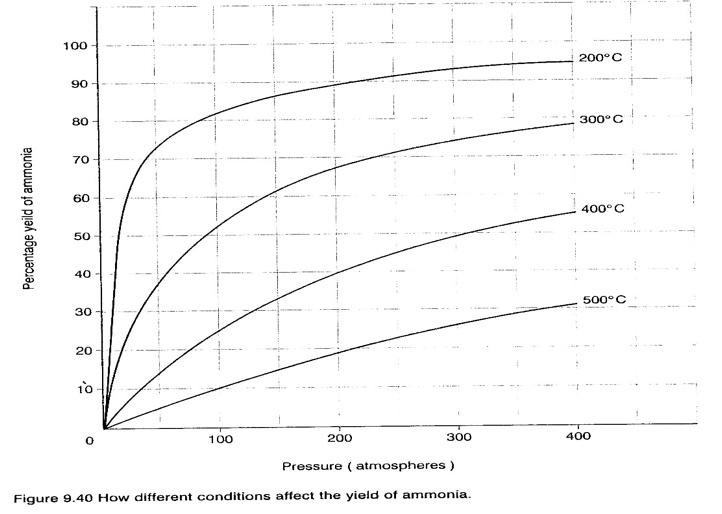 100
90
80
70
60
50
40
30
20
10
0
Percentage yeild of ammonia
200°C
300°C
400°C
500°C
100
200
300
400
Pressure ( atmospheres )
Figure 9.40 How different conditions affect the yield of ammonia.